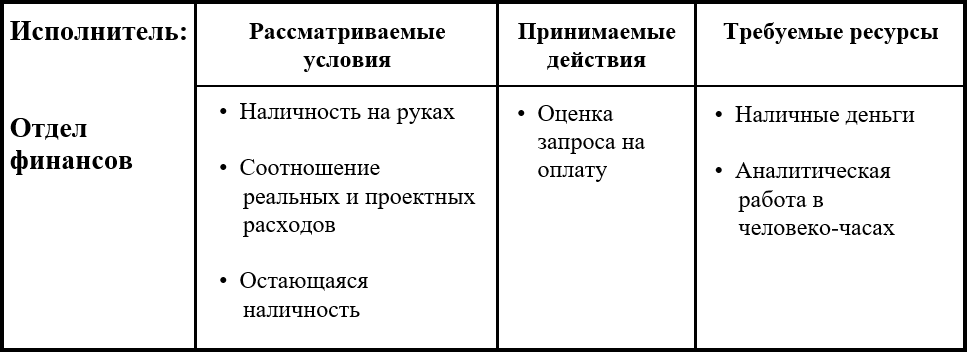 Исполнитель:
Рассматриваемые
условия
Принимаемые
действия
Требуемые ресурсы
Отдел
финансов
• Наличность на руках
• Соотношение
реальных и проектных
расходов
• Остающаяся
наличность
• Оценка
запроса на
оплату
• Наличные деньги
• Аналитическая
работа в
человеко-часах